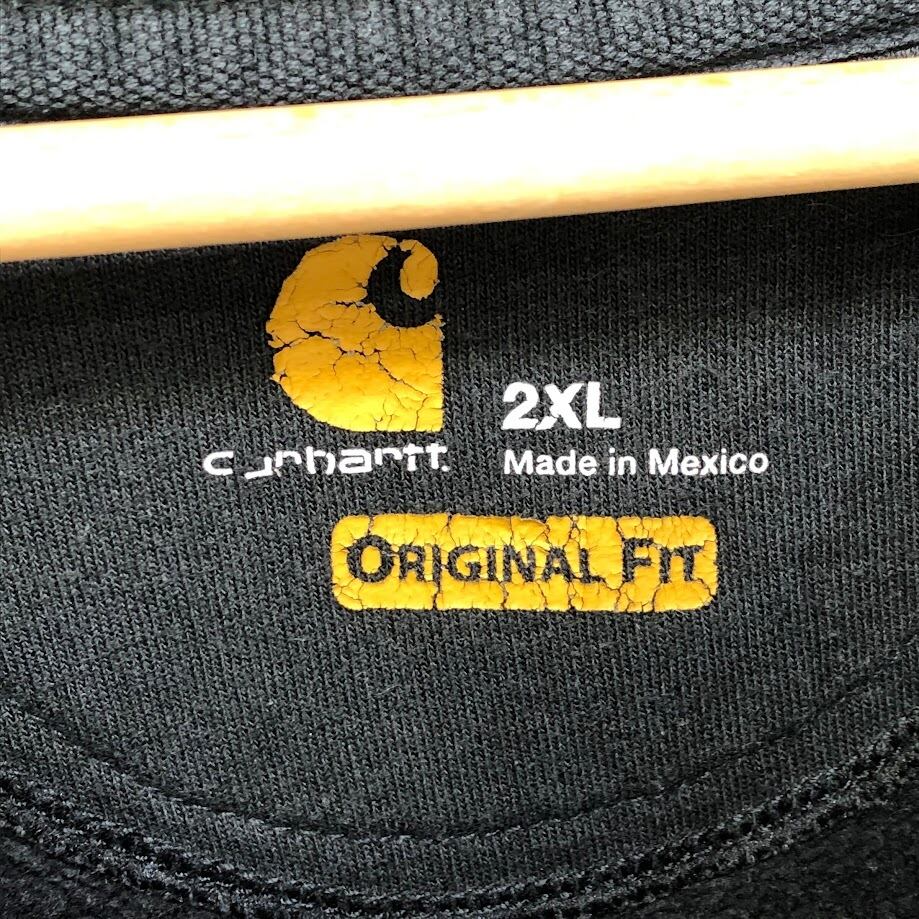 carhartt
2XL
Made in Mexico
ORIGINAL FIT